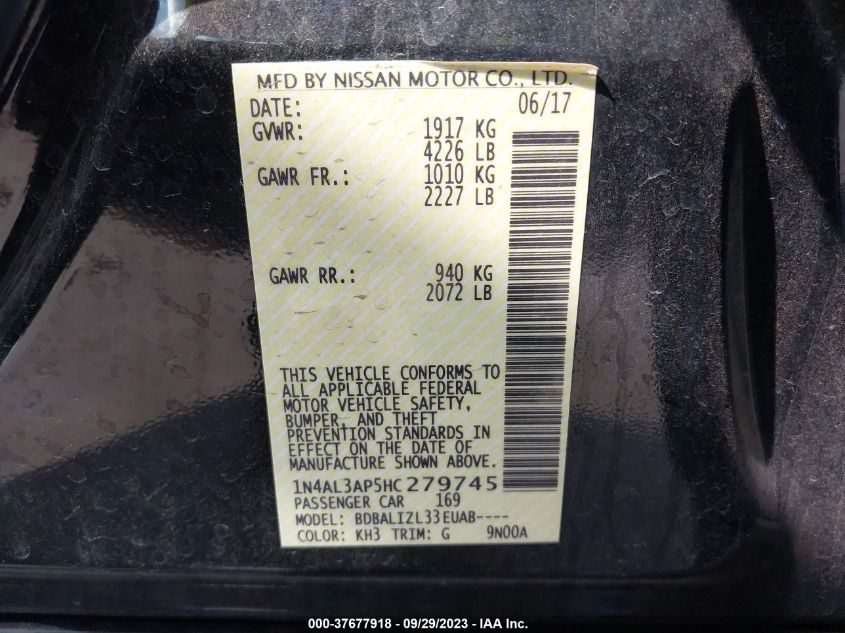 MFD BY NISSAN MOTOR CO., LTD.
DATE: 06/17
GVWR: 1917 KG
4226 LB
GAWR FR.: 1010 KG
2227 LB
GAWR RR.: 940 KG
2072 LB
THIS VEHICLE CONFORMS TO
ALL APPLICABLE FEDERAL
MOTOR VEHICLE SAFETY,
BUMPER, AND THEFT
PREVENTION STANDARDS IN
EFFECT ON THE DATE OF
MANUFACTURE SHOWN ABOVE.
1N4AL3AP5HC279745
PASSENGER CAR 169
MODEL: BDBALIZL33EUAB----
COLOR: KH3 TRIM: G 9N00A
000-37677918 - 09/29/2023 - IAA Inc.